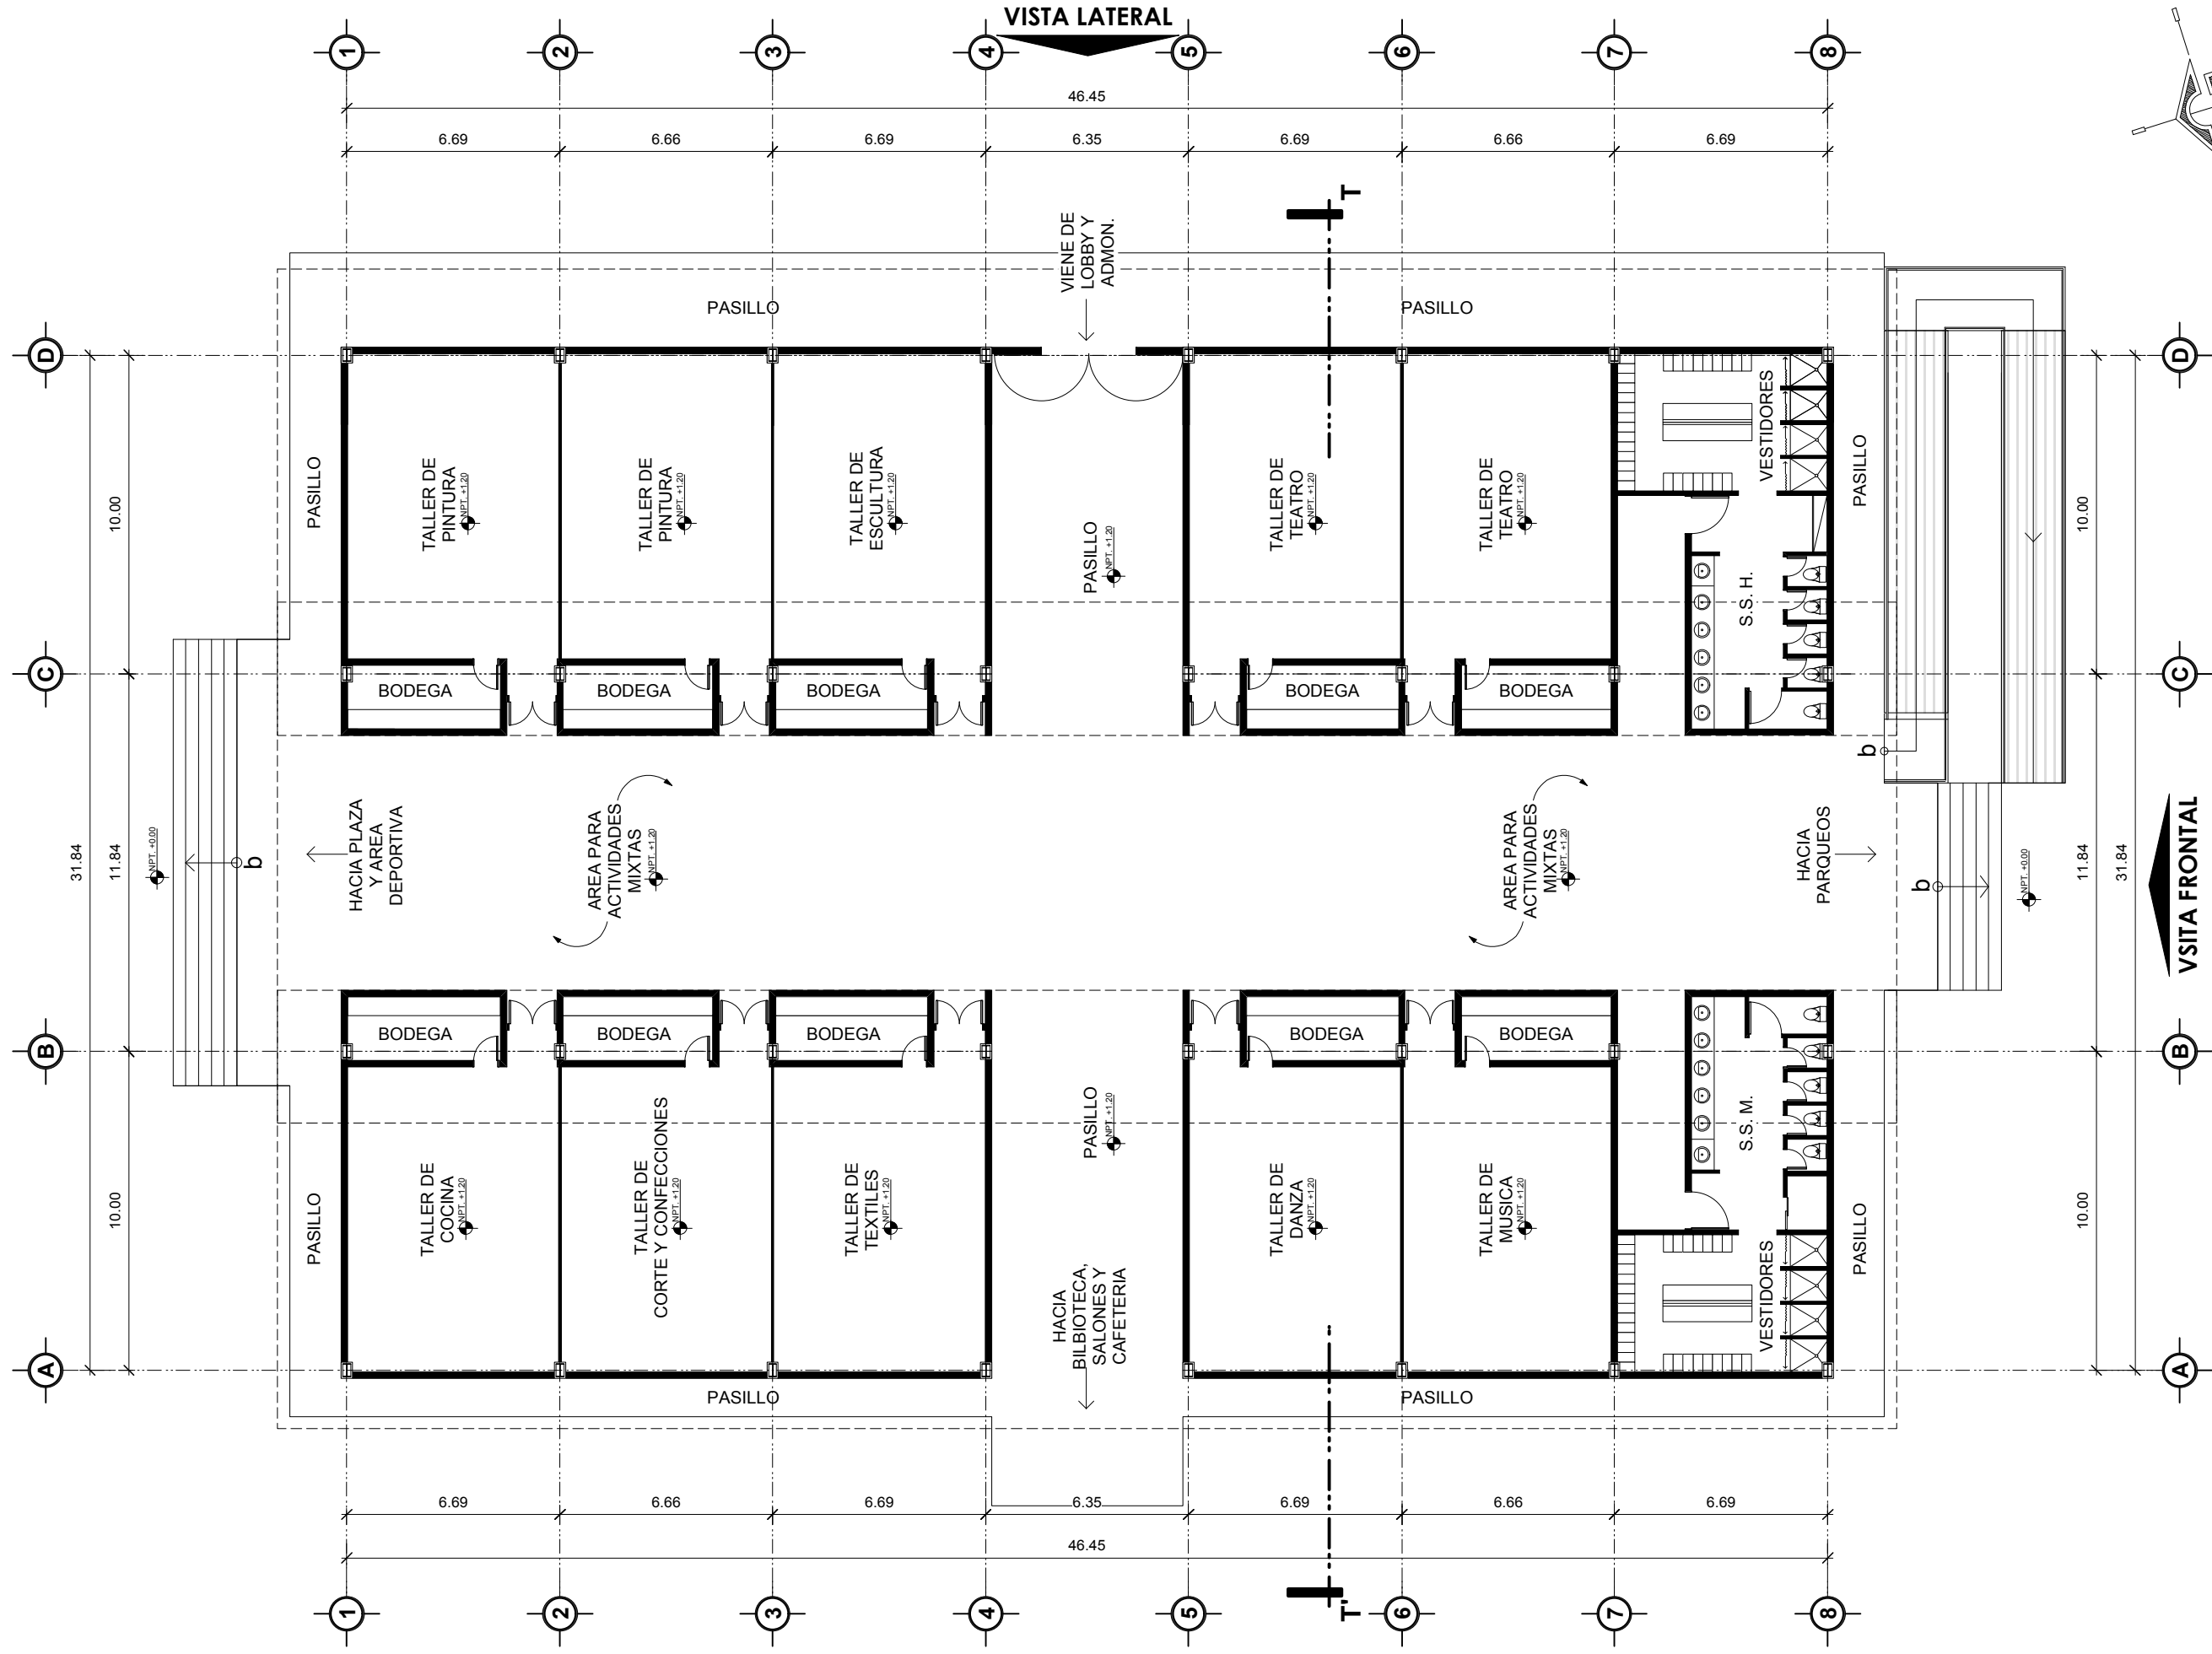 VISTA LATERAL
1
2
3
4
5
6
7
8
46.45
6.69
6.66
6.69
6.35
6.69
6.66
6.69
T
VIENE DE
LOBBY Y
ADMON.
PASILLO
PASILLO
D
D
PASILLO
TALLER DE
PINTURA
NPT. +1.20
TALLER DE
PINTURA
NPT. +1.20
TALLER DE
ESCULTURA
NPT. +1.20
PASILLO
NPT. +1.20
TALLER DE
TEATRO
NPT. +1.20
TALLER DE
TEATRO
NPT. +1.20
VESTIDORES
PASILLO
10.00
10.00
S.S. H.
C
C
BODEGA
BODEGA
BODEGA
BODEGA
BODEGA
b
31.84
11.84
NPT. +0.00
b
HACIA PLAZA
Y AREA
DEPORTIVA
AREA PARA
ACTIVIDADES
MIXTAS
NPT. +1.20
AREA PARA
ACTIVIDADES
MIXTAS
NPT. +1.20
HACIA
PARQUEOS
b
NPT. +0.00
11.84
31.84
VSITA FRONTAL
B
B
BODEGA
BODEGA
BODEGA
BODEGA
BODEGA
S.S. M.
10.00
10.00
PASILLO
TALLER DE
COCINA
NPT. +1.20
TALLER DE
CORTE Y CONFECCIONES
NPT. +1.20
TALLER DE
TEXTILES
NPT. +1.20
PASILLO
NPT. +1.20
TALLER DE
DANZA
NPT. +1.20
TALLER DE
MUSICA
NPT. +1.20
VESTIDORES
PASILLO
HACIA
BILBIOTECA,
SALONES Y
CAFETERIA
A
A
PASILLO
PASILLO
6.69
6.66
6.69
6.35
6.69
6.66
6.69
46.45
T'
1
2
3
4
5
6
7
8